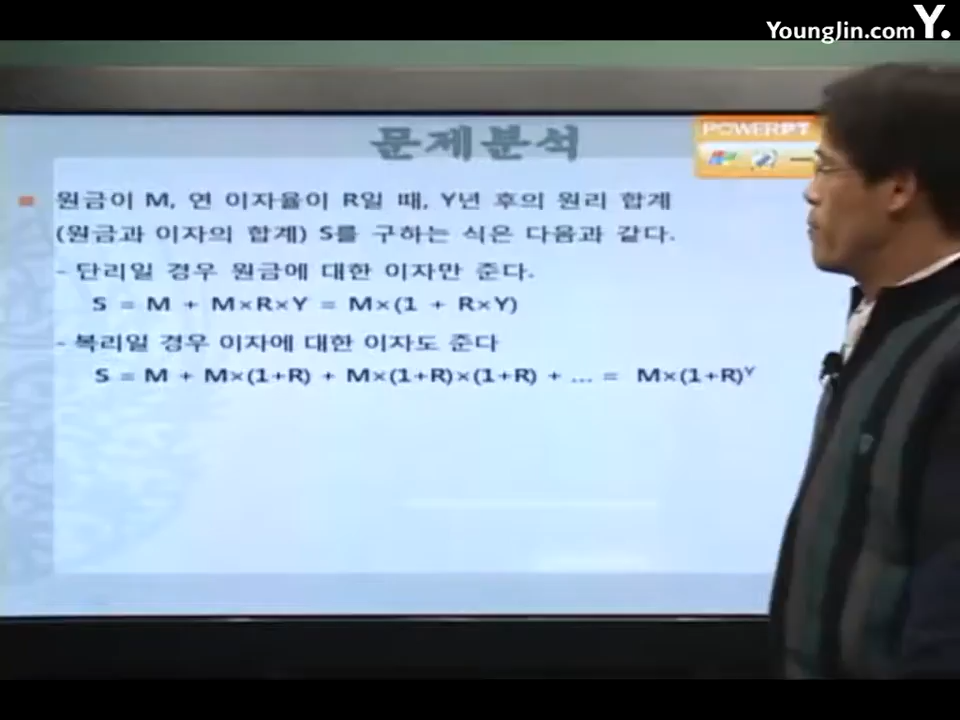 YoungJin.com Y.
문제분석
POWERPT
원금이 M, 연 이자율이 R일 때, Y년 후의 원리 합계
(원금과 이자의 합계) S를 구하는 식은 다음과 같다.
- 단리일 경우 원금에 대한 이자만 준다.
S = M + M×R×Y = M×(1 + R×Y)
- 복리일 경우 이자에 대한 이자도 준다
S = M + M×(1+R) + M×(1+R)×(1+R) + ... = M×(1+R)ʸ